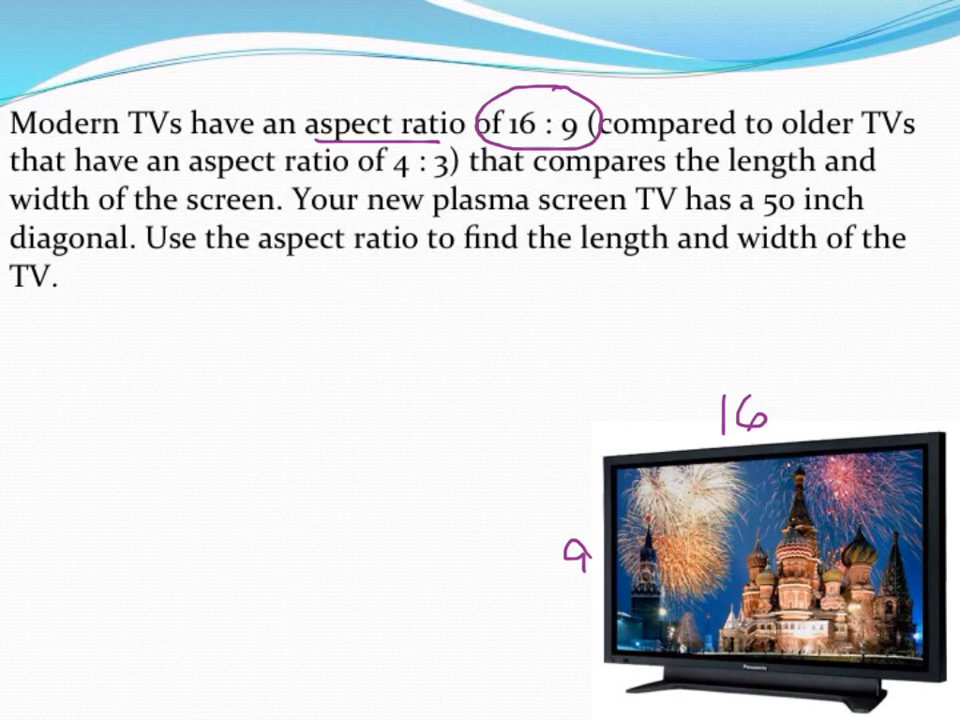 Modern TVs have an aspect ratio of 16 : 9 (compared to older TVs
that have an aspect ratio of 4 : 3) that compares the length and
width of the screen. Your new plasma screen TV has a 50 inch
diagonal. Use the aspect ratio to find the length and width of the
TV.
16
9
Panasonic